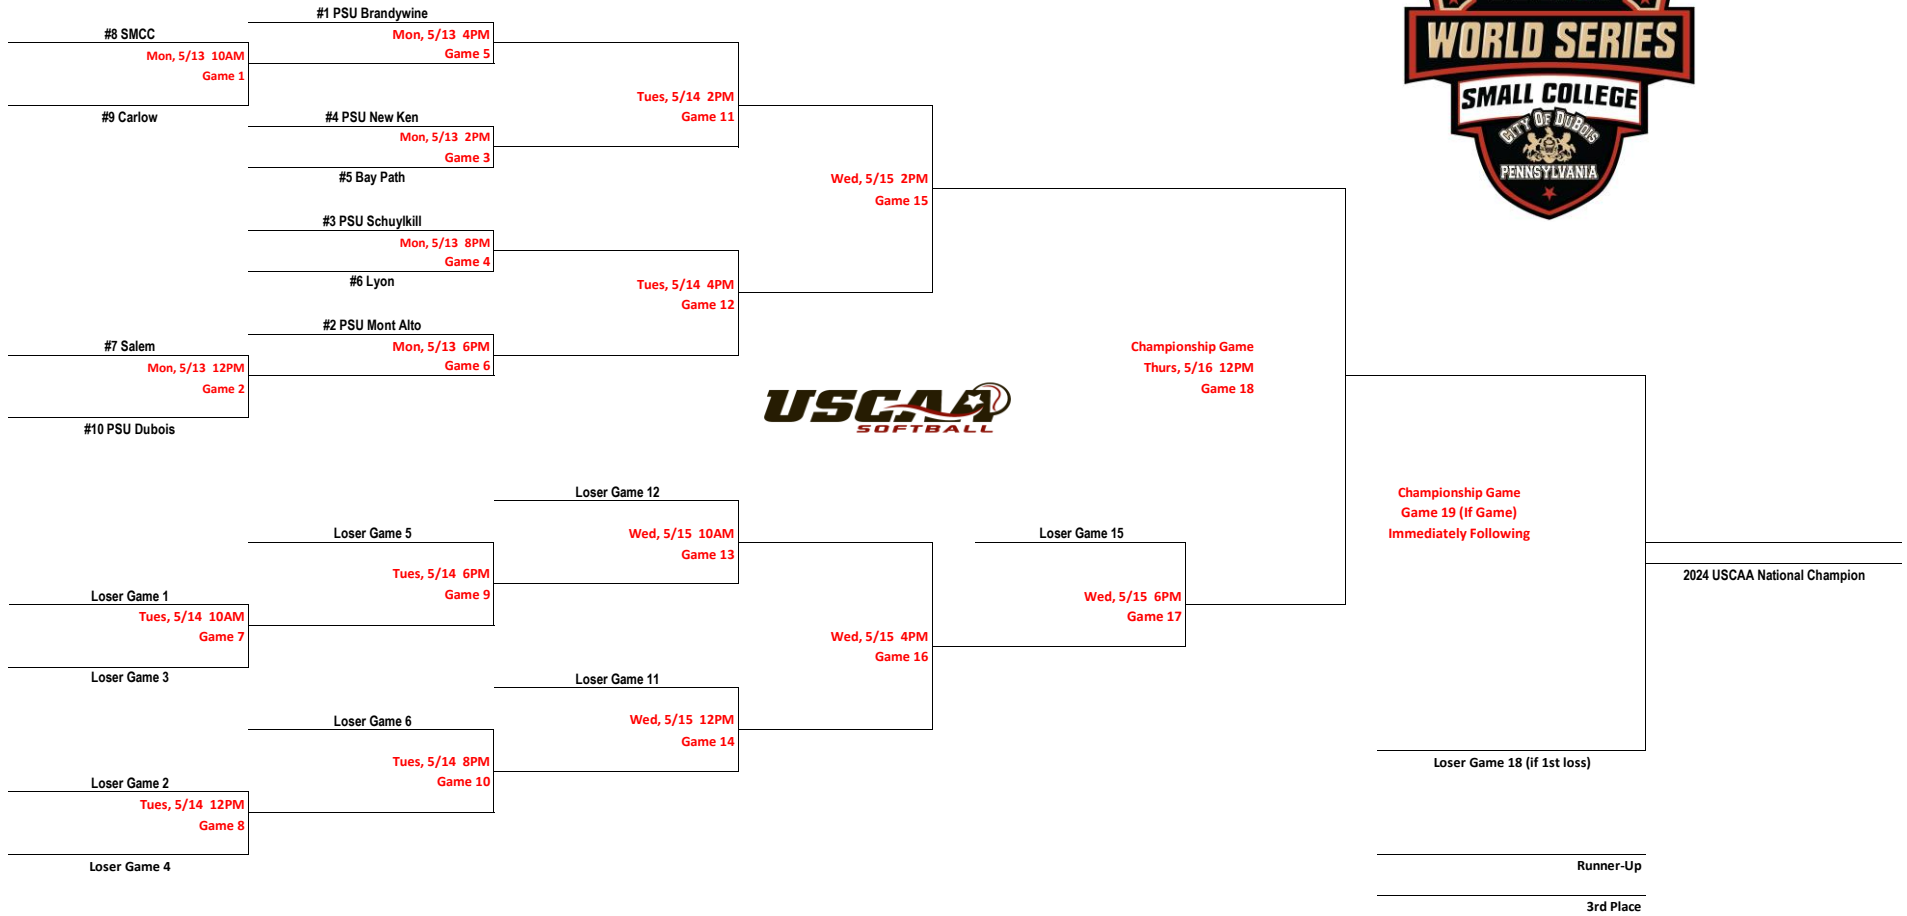 #1 PSU Brandywine
#8 SMCC
Mon, 5/13 4PM
Game 5
Mon, 5/13 10AM
Game 1
#9 Carlow
#4 PSU New Ken
Mon, 5/13 2PM
Game 3
#5 Bay Path
Tues, 5/14 2PM
Game 11
#3 PSU Schuylkill
Mon, 5/13 8PM
Game 4
#6 Lyon
Wed, 5/15 2PM
Game 15
Tues, 5/14 4PM
Game 12
#2 PSU Mont Alto
Mon, 5/13 6PM
Game 6
#7 Salem
Mon, 5/13 12PM
Game 2
#10 PSU Dubois
WORLD SERIES
SMALL COLLEGE
CITY OF DUBOIS
PENNSYLVANIA
Championship Game
Thurs, 5/16 12PM
Game 18
USCAA
SOFTBALL
Loser Game 12
Wed, 5/15 10AM
Game 13
Loser Game 5
Tues, 5/14 6PM
Game 9
Loser Game 1
Tues, 5/14 10AM
Game 7
Loser Game 3
Loser Game 15
Wed, 5/15 6PM
Game 17
Championship Game
Game 19 (If Game)
Immediately Following
2024 USCAA National Champion
Wed, 5/15 4PM
Game 16
Loser Game 11
Wed, 5/15 12PM
Game 14
Loser Game 6
Tues, 5/14 8PM
Game 10
Loser Game 2
Tues, 5/14 12PM
Game 8
Loser Game 4
Loser Game 18 (if 1st loss)
Runner-Up
3rd Place